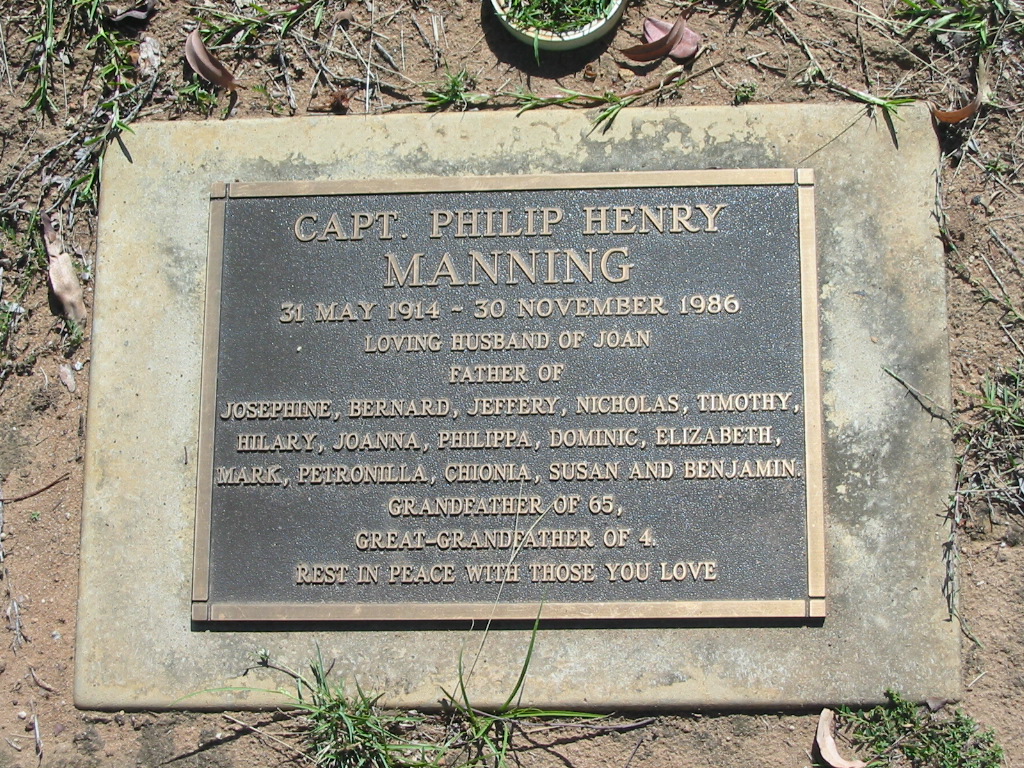 CAPT. PHILIP HENRY
MANNING
31 MAY 1914 - 30 NOVEMBER 1986
LOVING HUSBAND OF JOAN
FATHER OF
JOSEPHINE, BERNARD, JEFFERY, NICHOLAS, TIMOTHY,
HILARY, JOANNA, PHILIPPA, DOMINIC, ELIZABETH,
MARK, PETRONILLA, CHIONIA, SUSAN AND BENJAMIN.
GRANDFATHER OF 65,
GREAT-GRANDFATHER OF 4.
REST IN PEACE WITH THOSE YOU LOVE